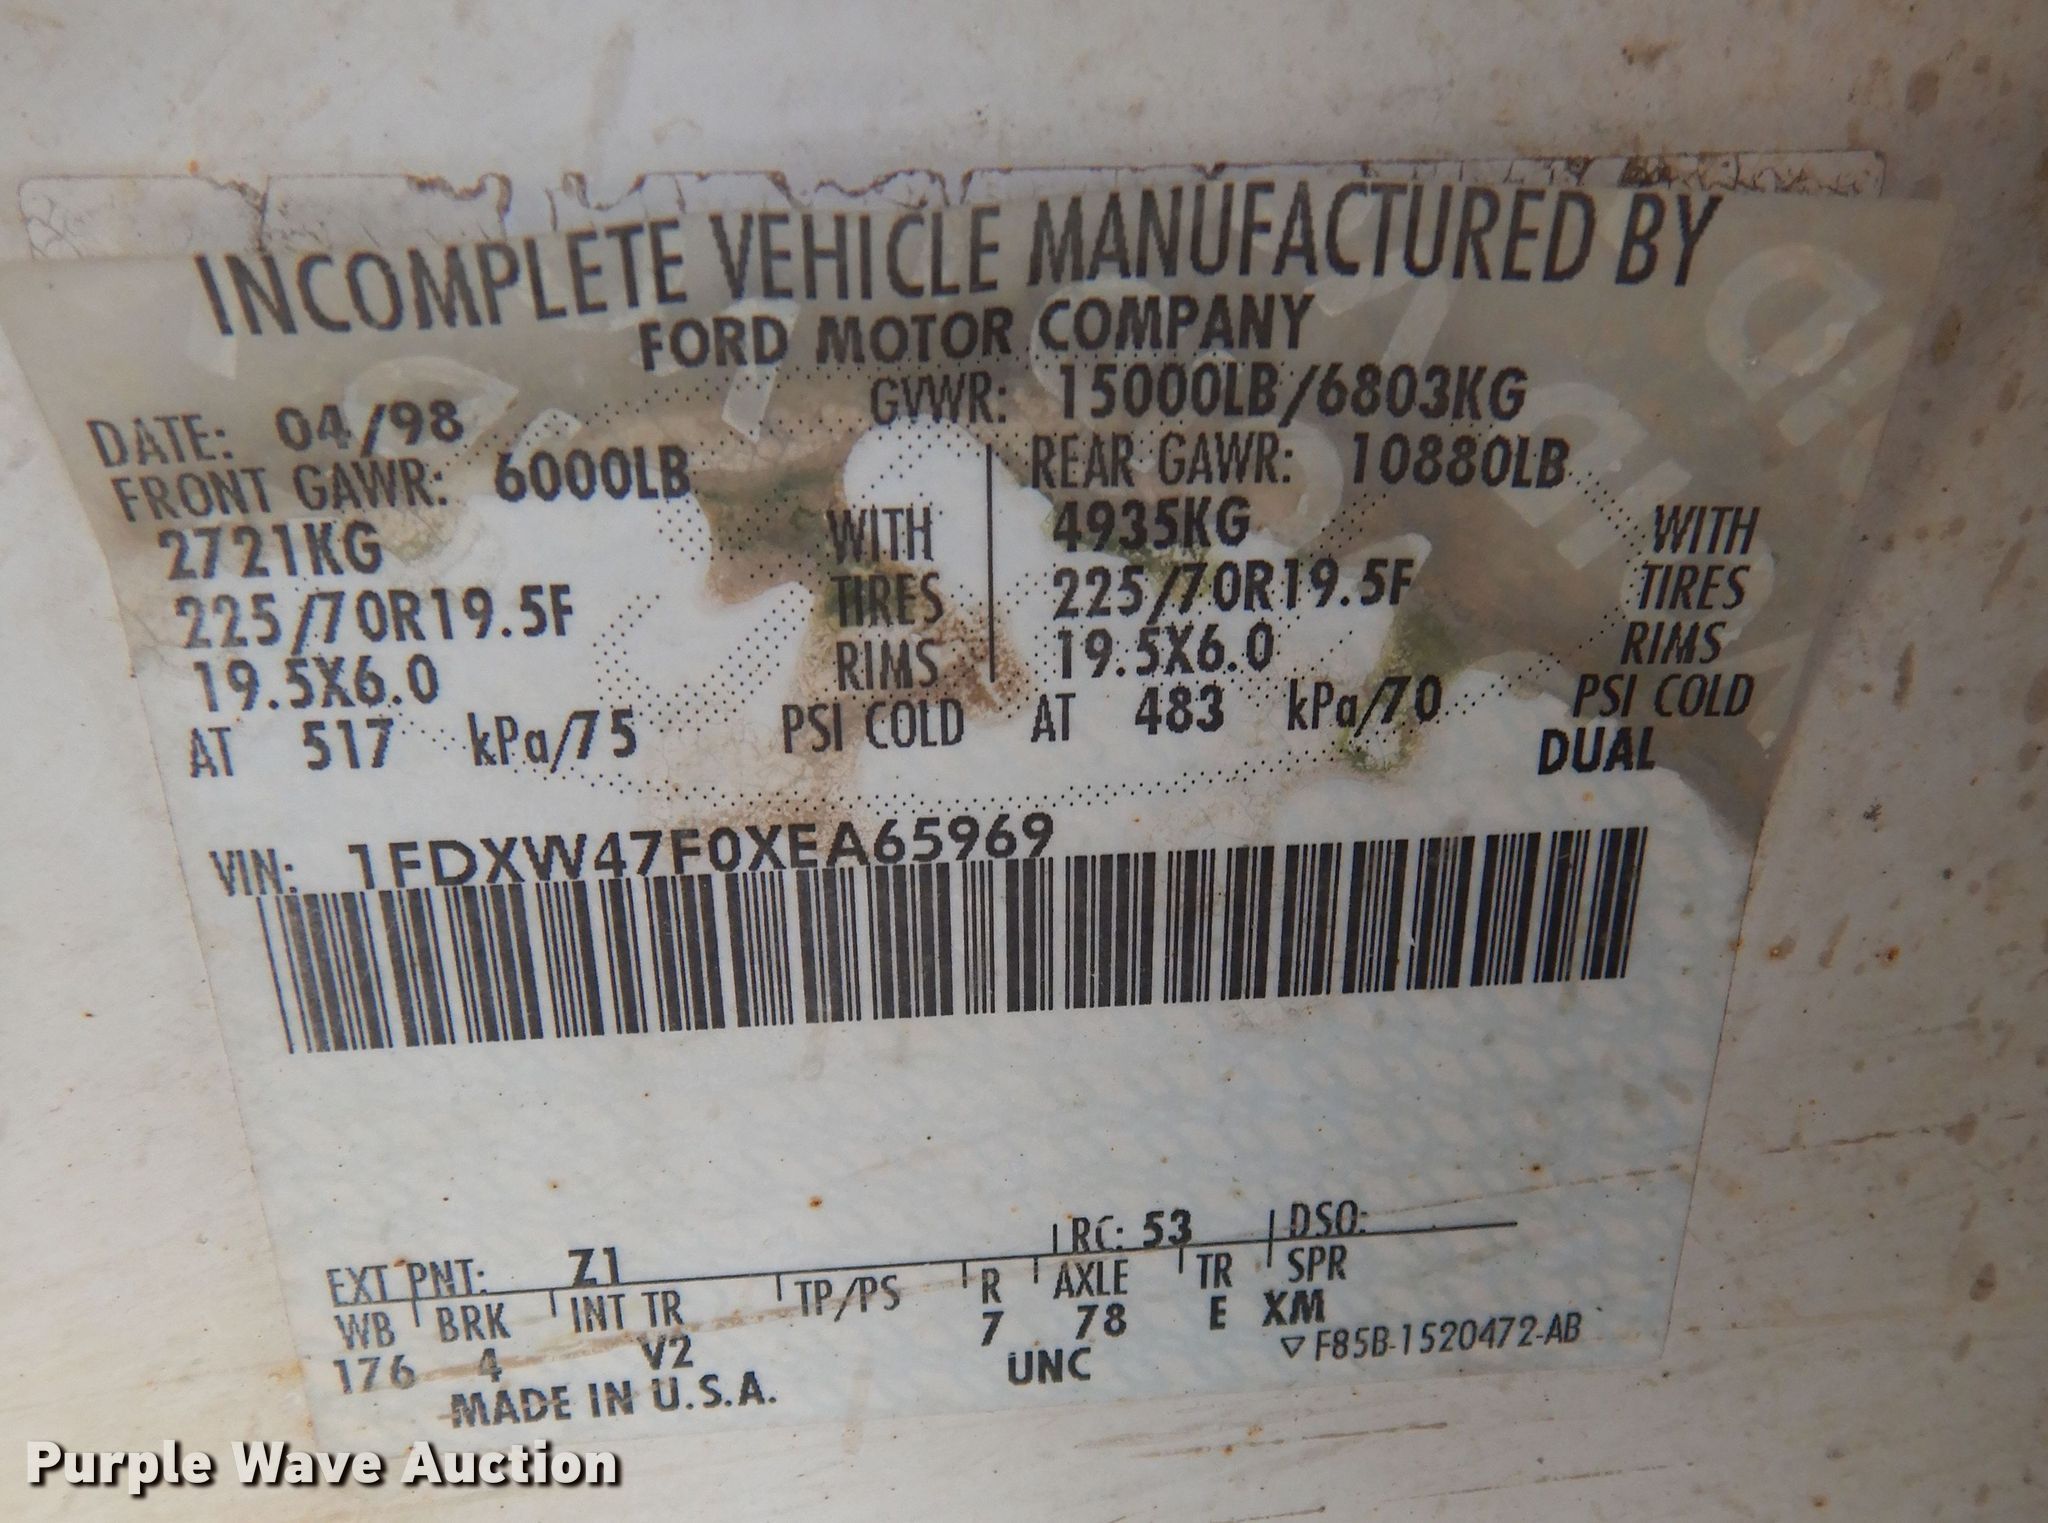 INCOMPLETE VEHICLE MANUFACTURED BY
FORD MOTOR COMPANY
DATE: 04/98 GVWR: 15000LB/6803KG
FRONT GAWR: 6000LB REAR GAWR: 10880LB
2721KG WITH 4935KG WITH
225/70R19.5F TIRES 225/70R19.5F TIRES
19.5X6.0 RIMS 19.5X6.0 RIMS
AT 517 kPa/75 PSI COLD AT 483 kPa/70 PSI COLD
DUAL
VIN: 1FDXW47F0XEA65969
EXT PNT: Z1 RC: 53 DSO:
WB BRK INT TR TP/PS R AXLE TR SPR
176 4 V2 7 78 E XM
MADE IN U.S.A. UNC ▽F85B-1520472-AB
Purple Wave Auction